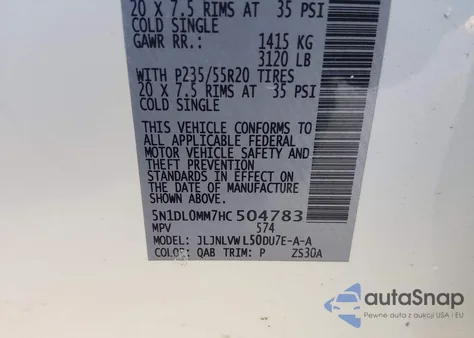 20 X 7.5 RIMS AT 35 PSI
COLD SINGLE
GAWR RR.: 1415 KG
3120 LB
WITH P235/55R20 TIRES
20 X 7.5 RIMS AT 35 PSI
COLD SINGLE
THIS VEHICLE CONFORMS TO
ALL APPLICABLE FEDERAL
MOTOR VEHICLE SAFETY AND
THEFT PREVENTION
STANDARDS IN EFFECT ON
THE DATE OF MANUFACTURE
SHOWN ABOVE
5N1DL0MM7HC504783
MPV 574
MODEL: JLJNLVWL50DU7E-A-A
COLOR: QAB TRIM: P ZS30A
autoSnap
Pewne auta z aukcji USA i EU